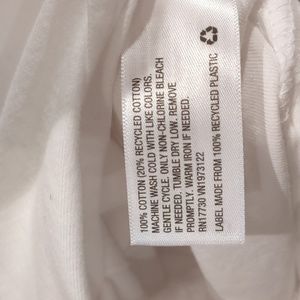 100% COTTON (20% RECYCLED COTTON)
MACHINE WASH COLD WITH LIKE COLORS.
GENTLE CYCLE. ONLY NON-CHLORINE BLEACH
IF NEEDED. TUMBLE DRY LOW. REMOVE
PROMPTLY. WARM IRON IF NEEDED.
RN17730 VN1973122
LABEL MADE FROM 100% RECYCLED PLASTIC